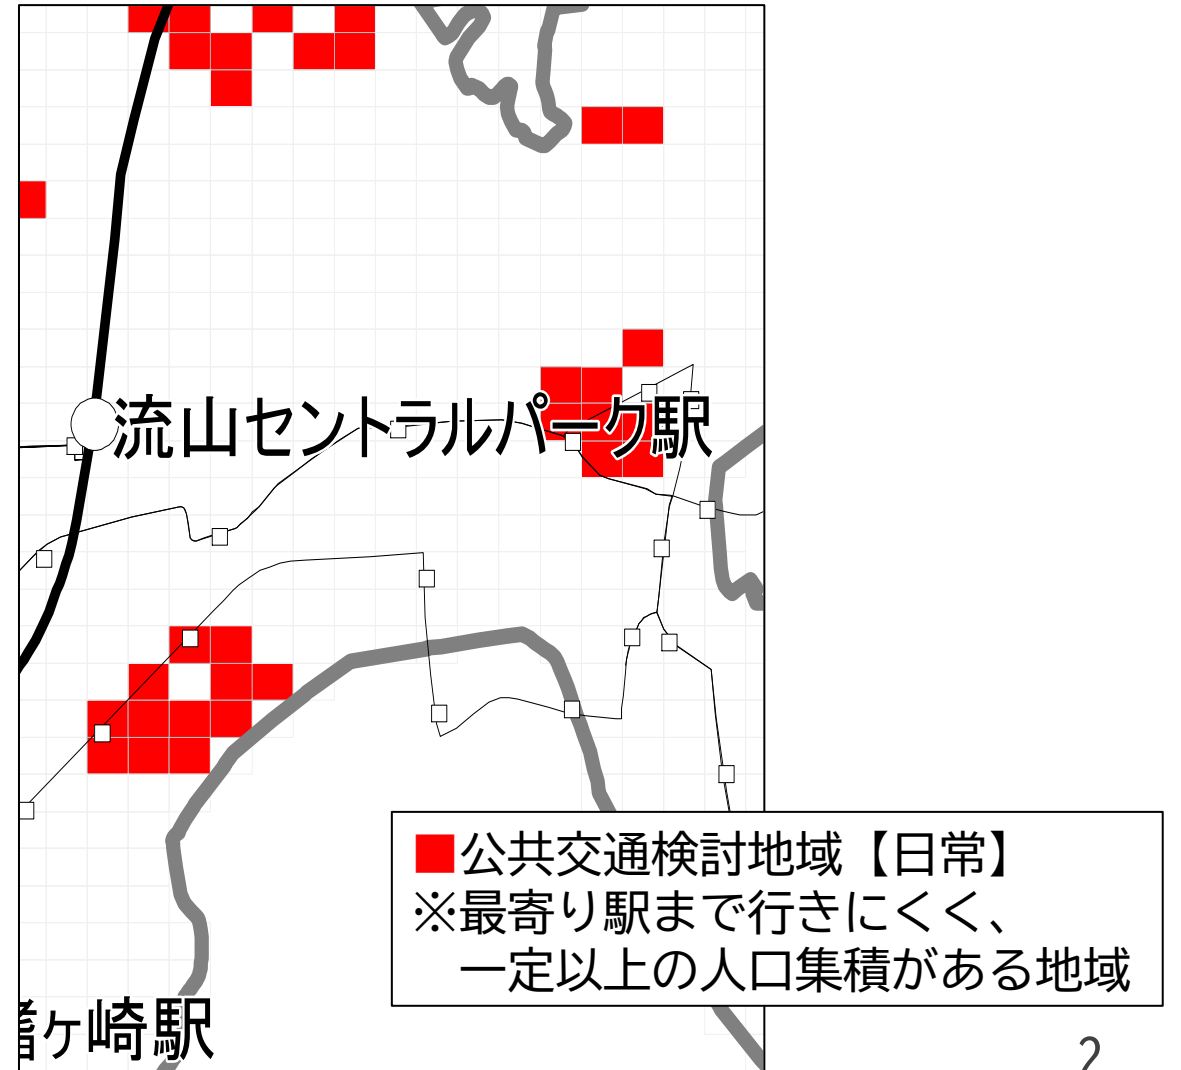 流山セントラルパーク駅
■公共交通検討地域【日常】
※最寄り駅まで行きにくく、
一定以上の人口集積がある地域
ヶ崎駅